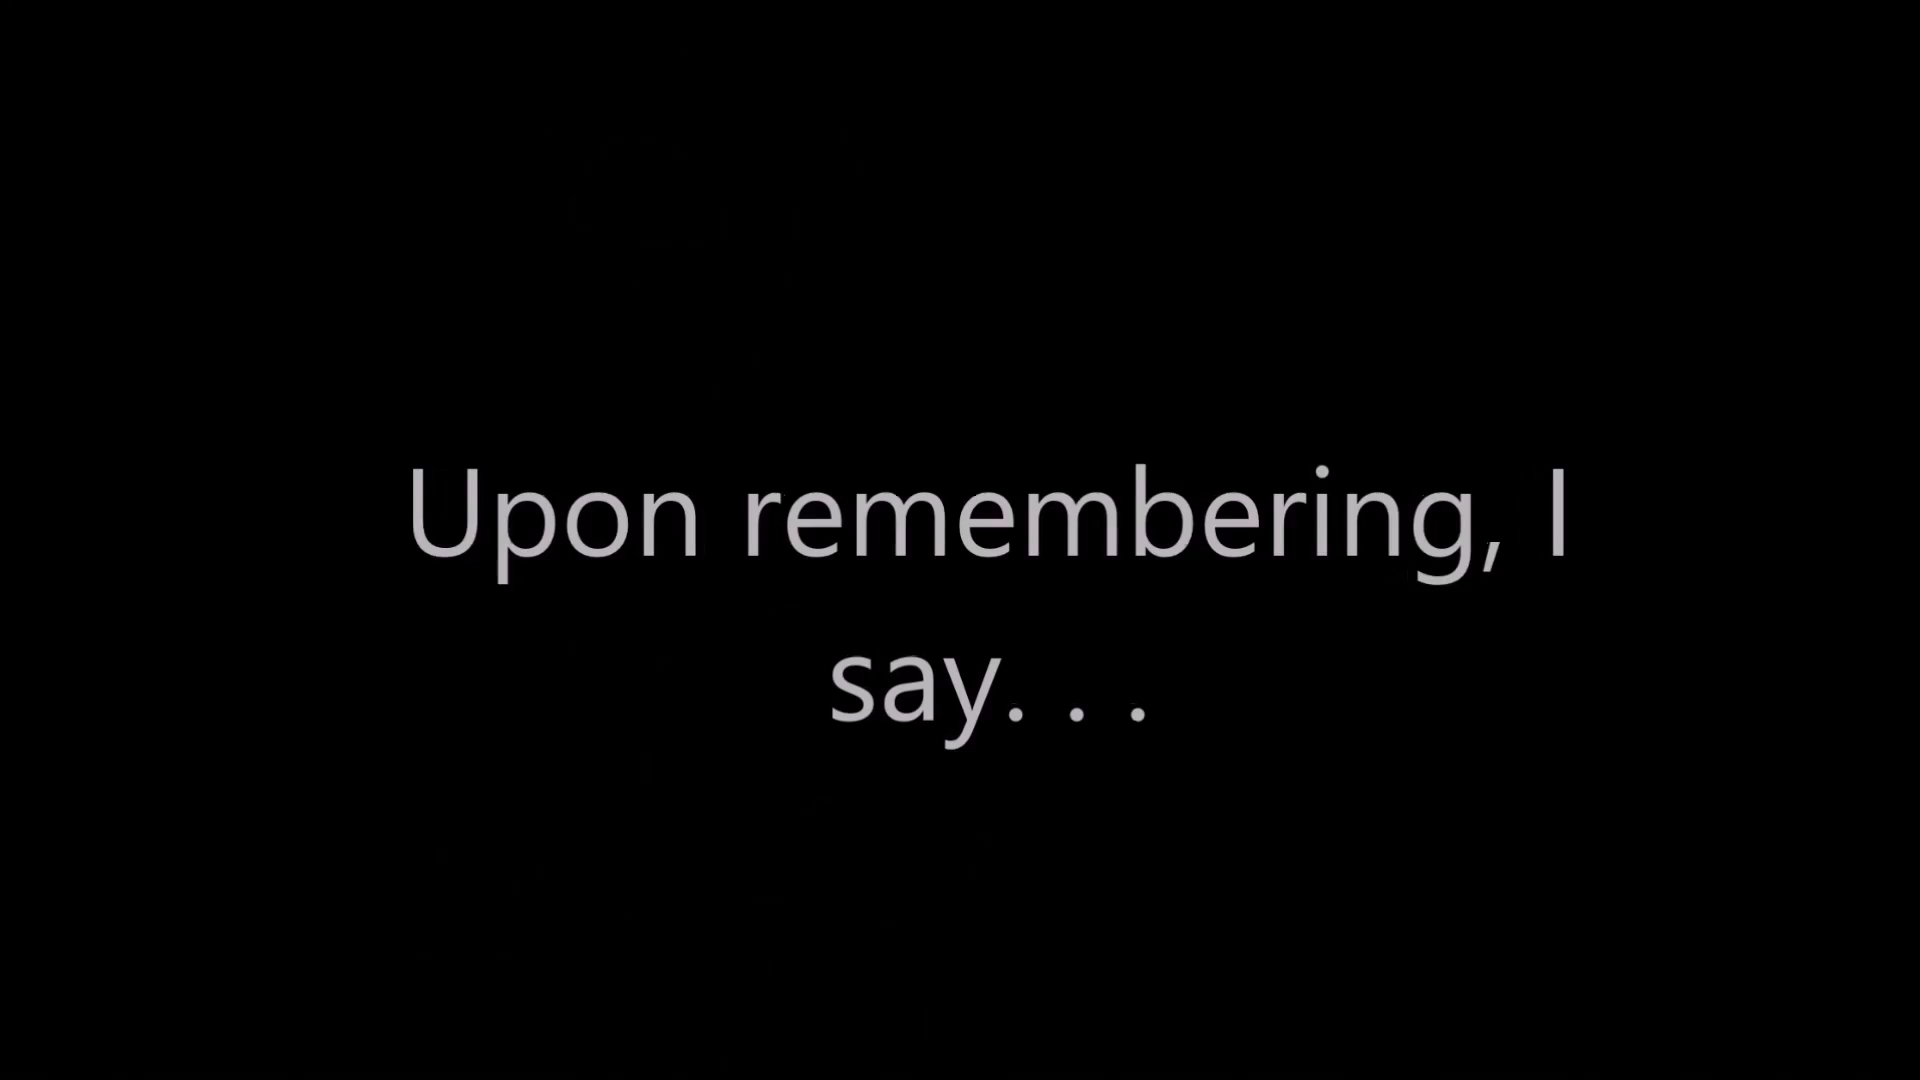 Upon remembering, I
say. . .